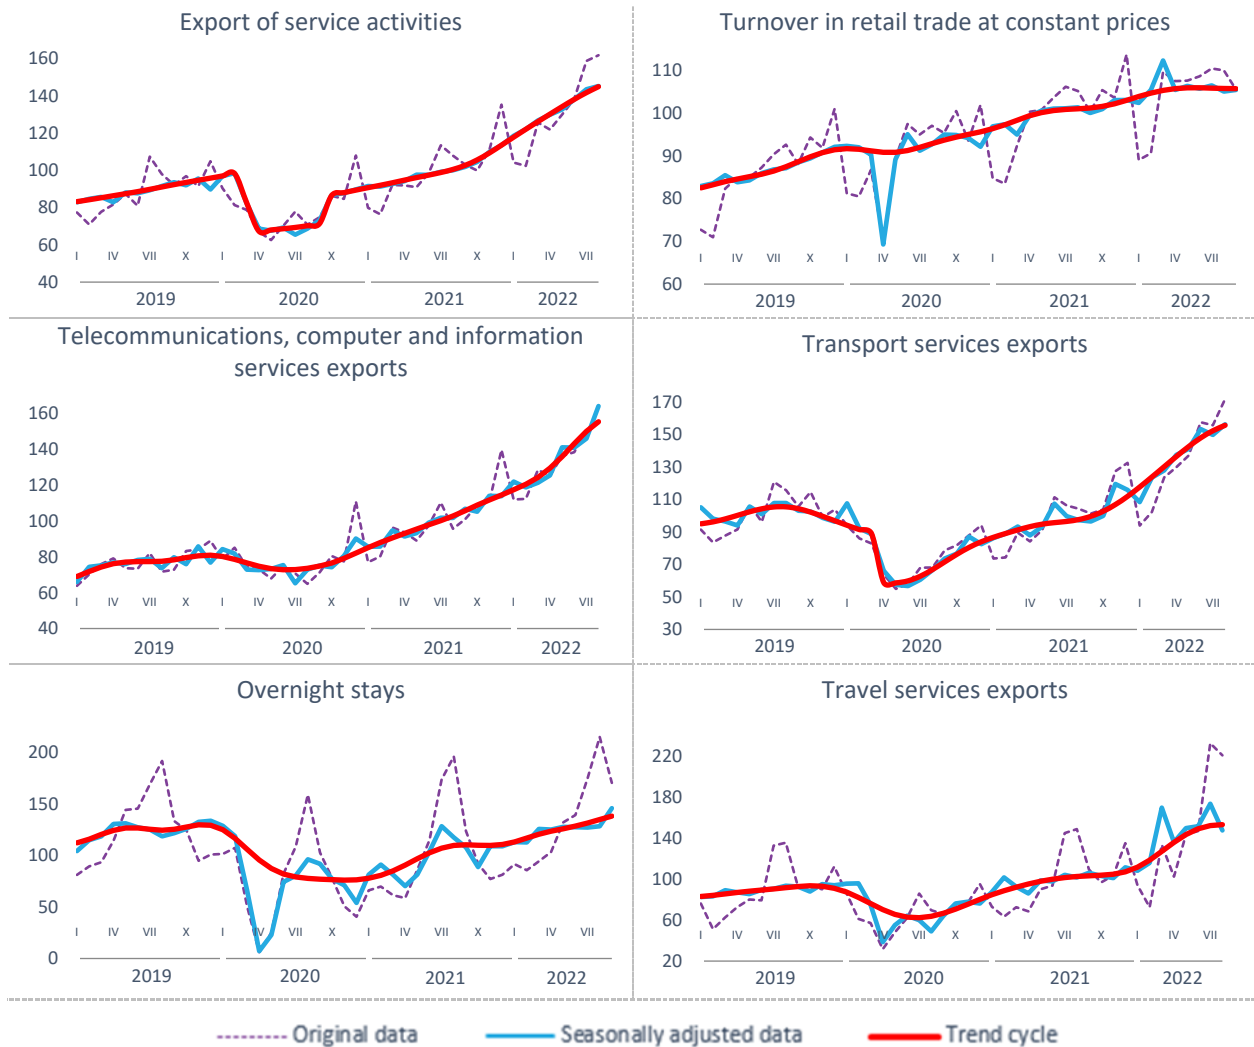 Export of service activities
160
140
120
100
80
60
40
I IV VII X I IV VII X I IV VII X I IV VII
2019 2020 2021 2022
Turnover in retail trade at constant prices
110
100
90
80
70
60
I IV VII X I IV VII X I IV VII X I IV VII
2019 2020 2021 2022
Telecommunications, computer and information
services exports
160
140
120
100
80
60
40
I IV VII X I IV VII X I IV VII X I IV VII
2019 2020 2021 2022
Transport services exports
170
150
130
110
90
70
50
30
I IV VII X I IV VII X I IV VII X I IV VII
2019 2020 2021 2022
Overnight stays
200
150
100
50
0
I IV VII X I IV VII X I IV VII X I IV VII
2019 2020 2021 2022
Travel services exports
220
180
140
100
60
20
I IV VII X I IV VII X I IV VII X I IV VII
2019 2020 2021 2022
Original data Seasonally adjusted data Trend cycle